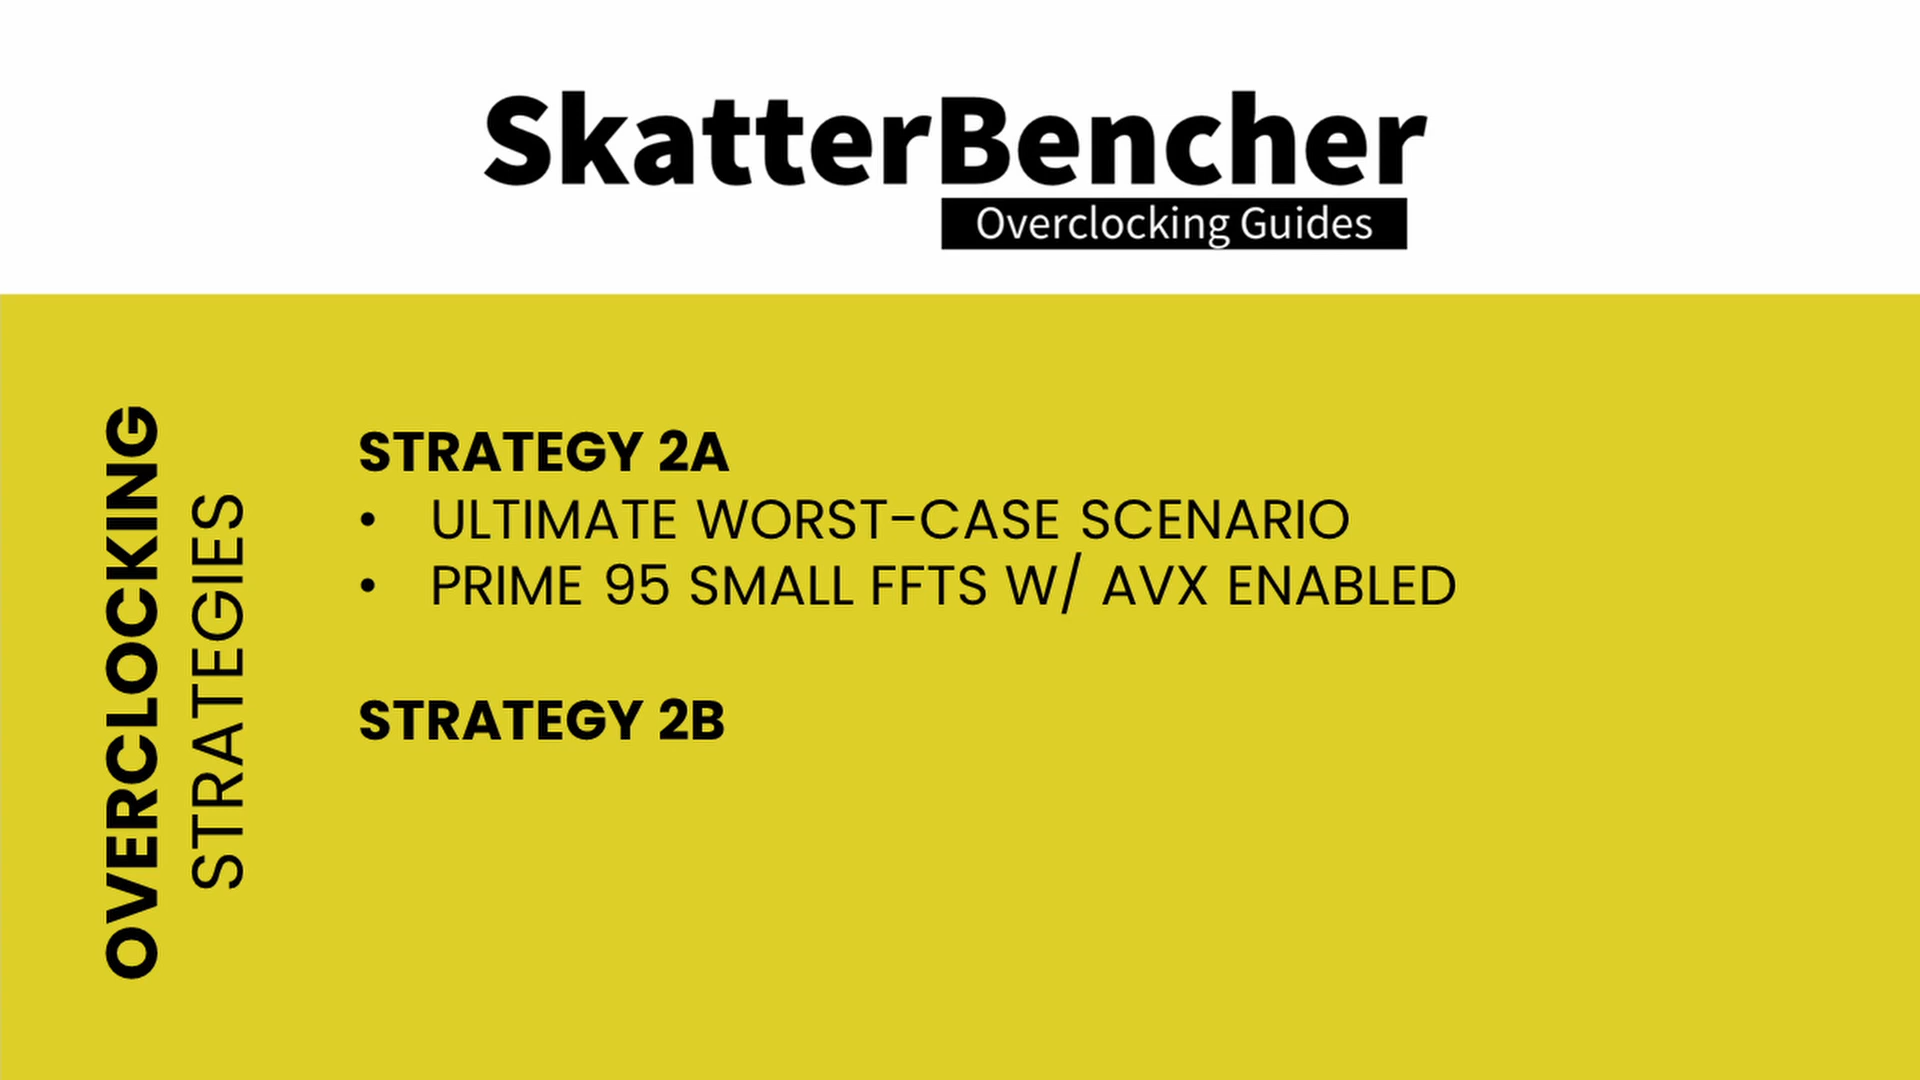 SkatterBencher
Overclocking Guides
OVERCLOCKING
STRATEGIES
STRATEGY 2A
• ULTIMATE WORST-CASE SCENARIO
• PRIME 95 SMALL FFTS W/ AVX ENABLED
STRATEGY 2B